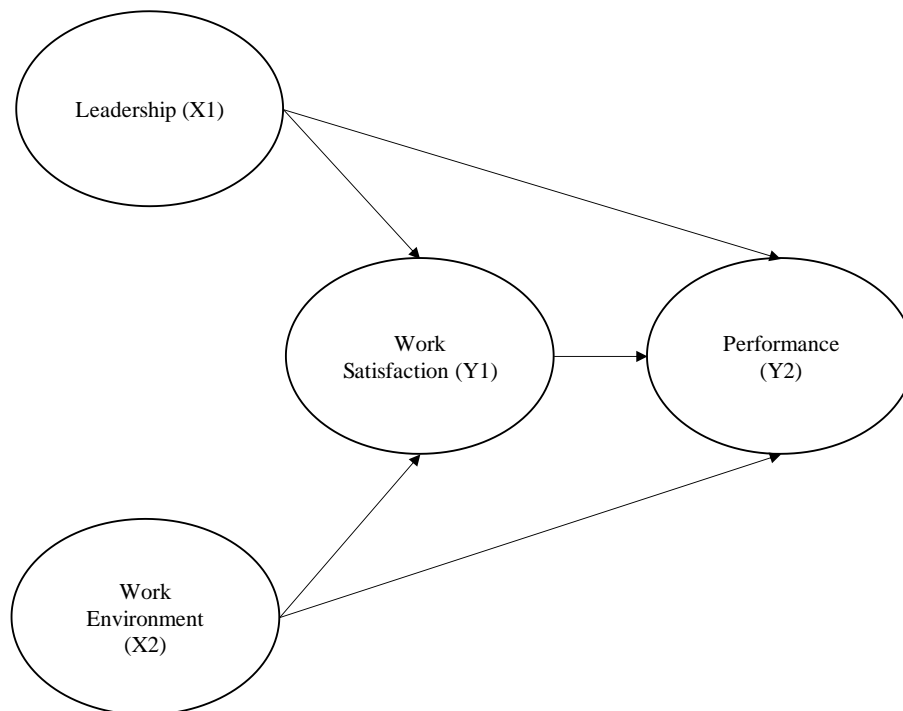 Leadership (X1)
Work
Satisfaction (Y1)
Performance
(Y2)
Work
Environment
(X2)